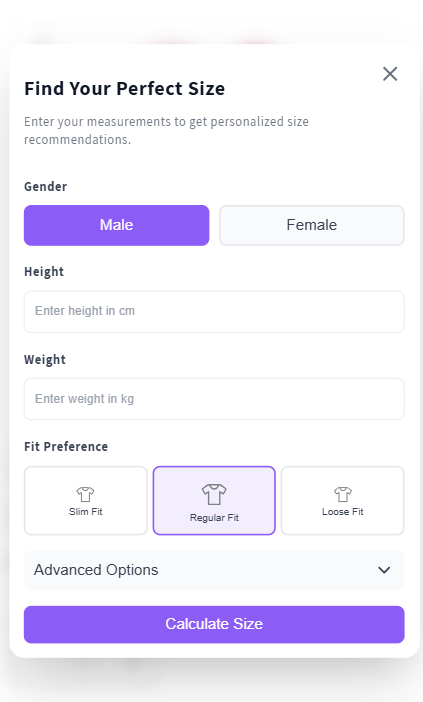 Find Your Perfect Size
Enter your measurements to get personalized size
recommendations.
Gender
Male
Female
Height
Enter height in cm
Weight
Enter weight in kg
Fit Preference
Slim Fit
Regular Fit
Loose Fit
Advanced Options
Calculate Size